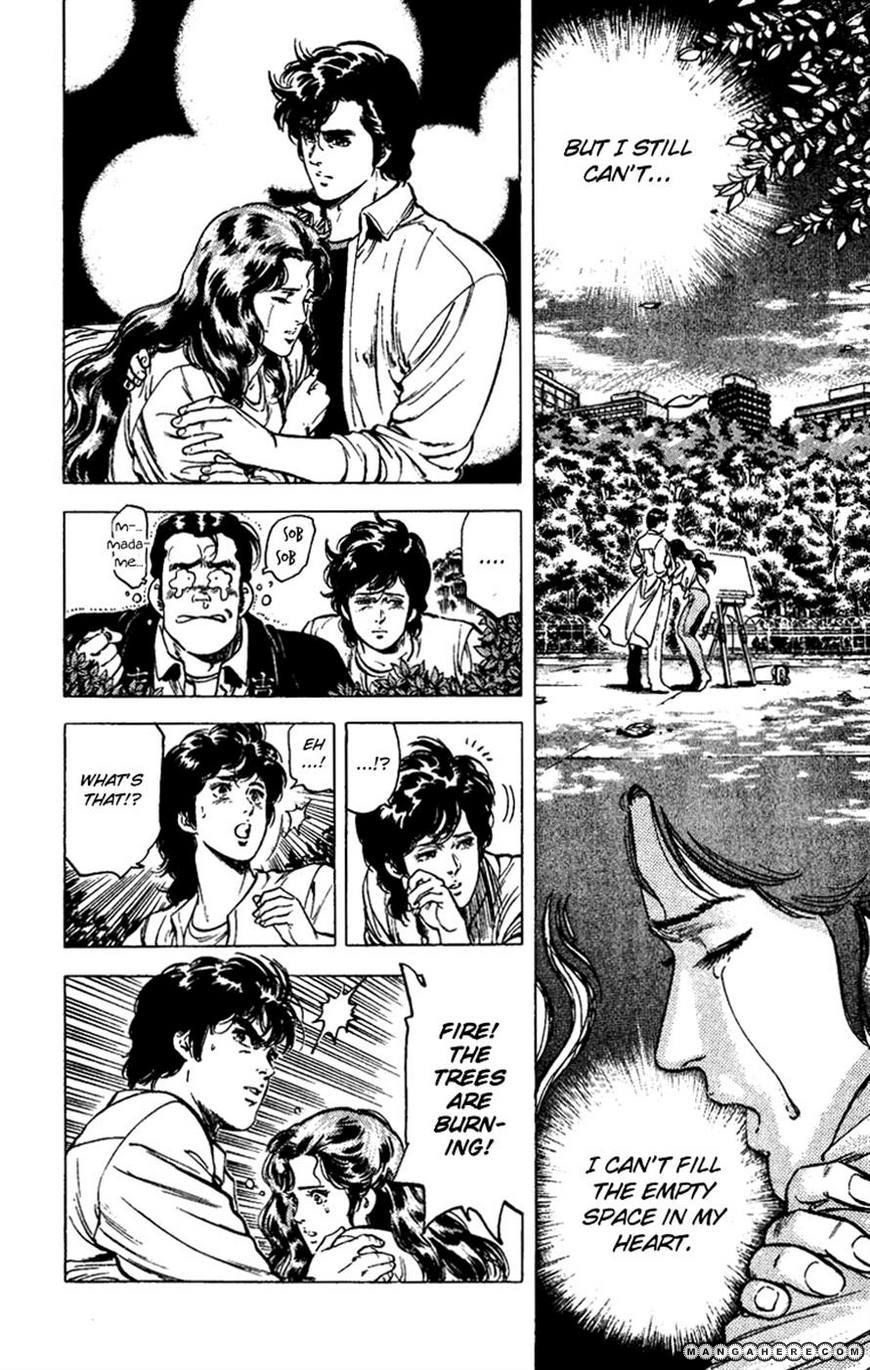 BUT I STILL
CAN'T...
I CAN'T FILL
THE EMPTY
SPACE IN MY
HEART.
....
SOB
SOB
M-...
mada-
me...
...!?
EH
...!
WHAT'S
THAT!?
FIRE!
THE
TREES
ARE
BURN-
ING!
MANGAHERE.COM